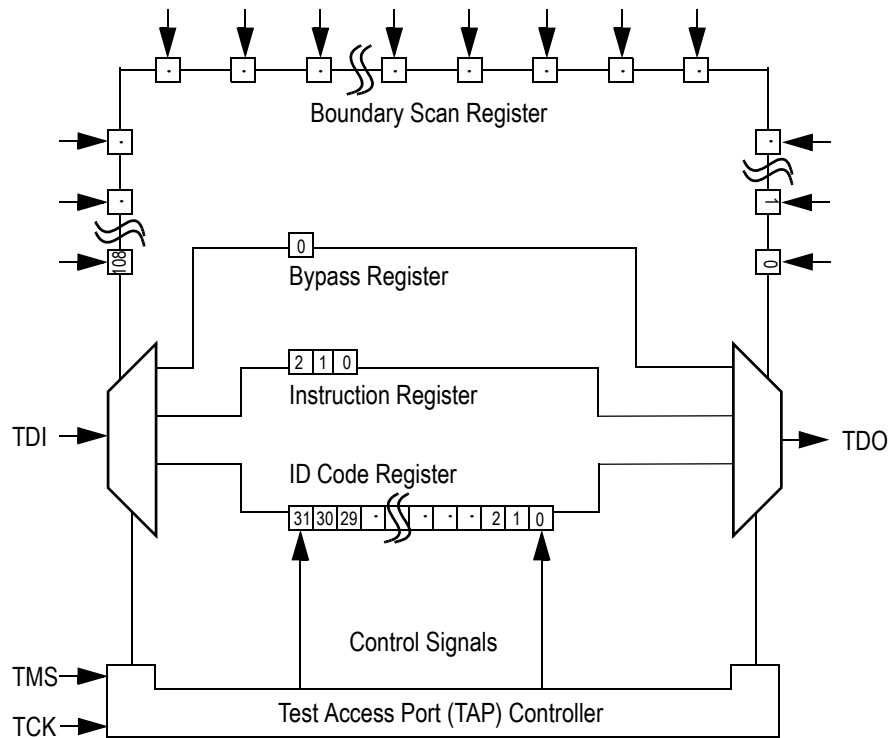 Boundary Scan Register
1
108
0
0
Bypass Register
2 1 0
Instruction Register
TDI
TDO
ID Code Register
31 30 29 · · · · · 2 1 0
Control Signals
TMS
Test Access Port (TAP) Controller
TCK